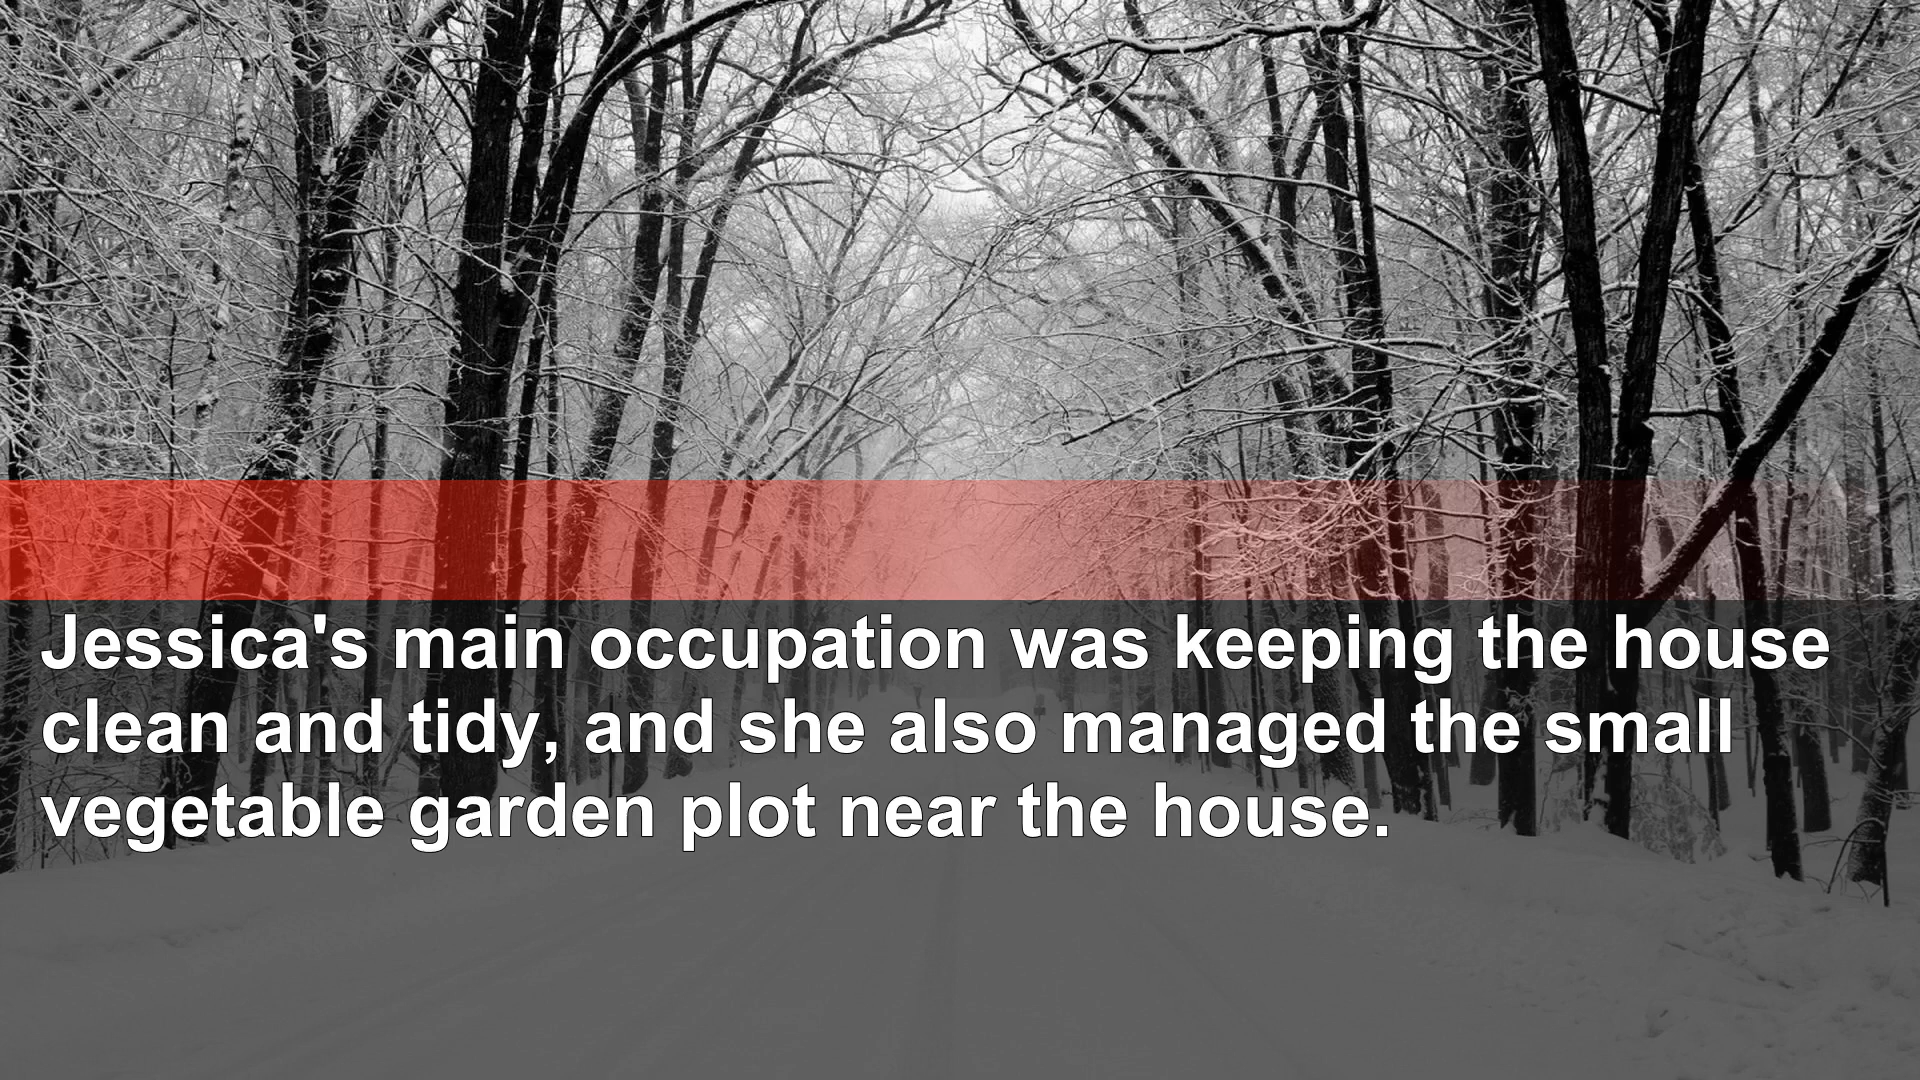 Jessica's main occupation was keeping the house
clean and tidy, and she also managed the small
vegetable garden plot near the house.